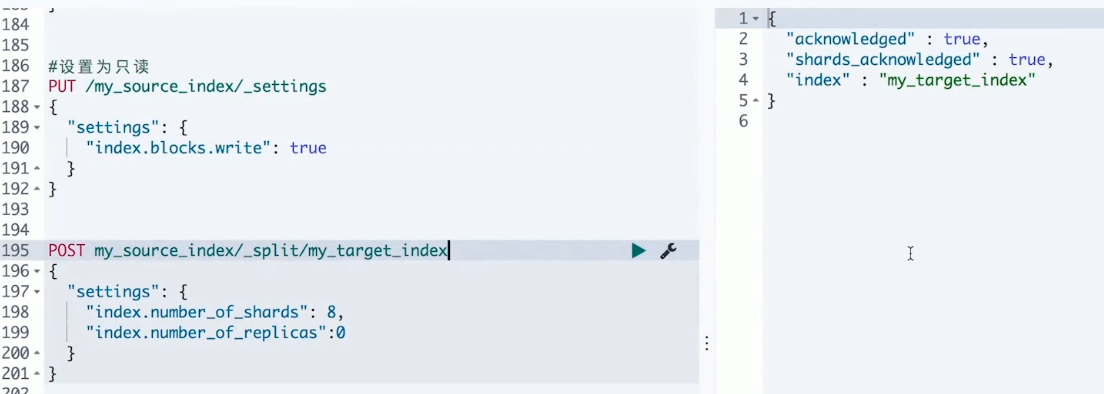 184
185
186 #设置为只读
187 PUT /my_source_index/_settings
188 {
189 "settings": {
190 "index.blocks.write": true
191 }
192 }
193
194
195 POST my_source_index/_split/my_target_index
196 {
197 "settings": {
198 "index.number_of_shards": 8,
199 "index.number_of_replicas":0
200 }
201 }
1 {
2 "acknowledged" : true,
3 "shards_acknowledged" : true,
4 "index" : "my_target_index"
5 }
6